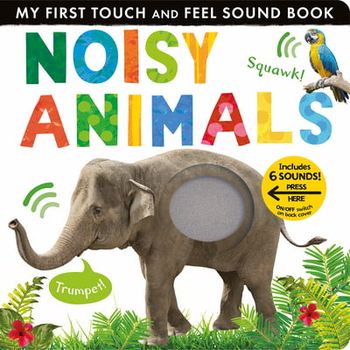 MY FIRST TOUCH AND FEEL SOUND BOOK
NOISY
Squawk!
ANIMALS
Includes
6 SOUNDS!
PRESS
HERE
ON/OFF switch
on back cover
Trumpet!